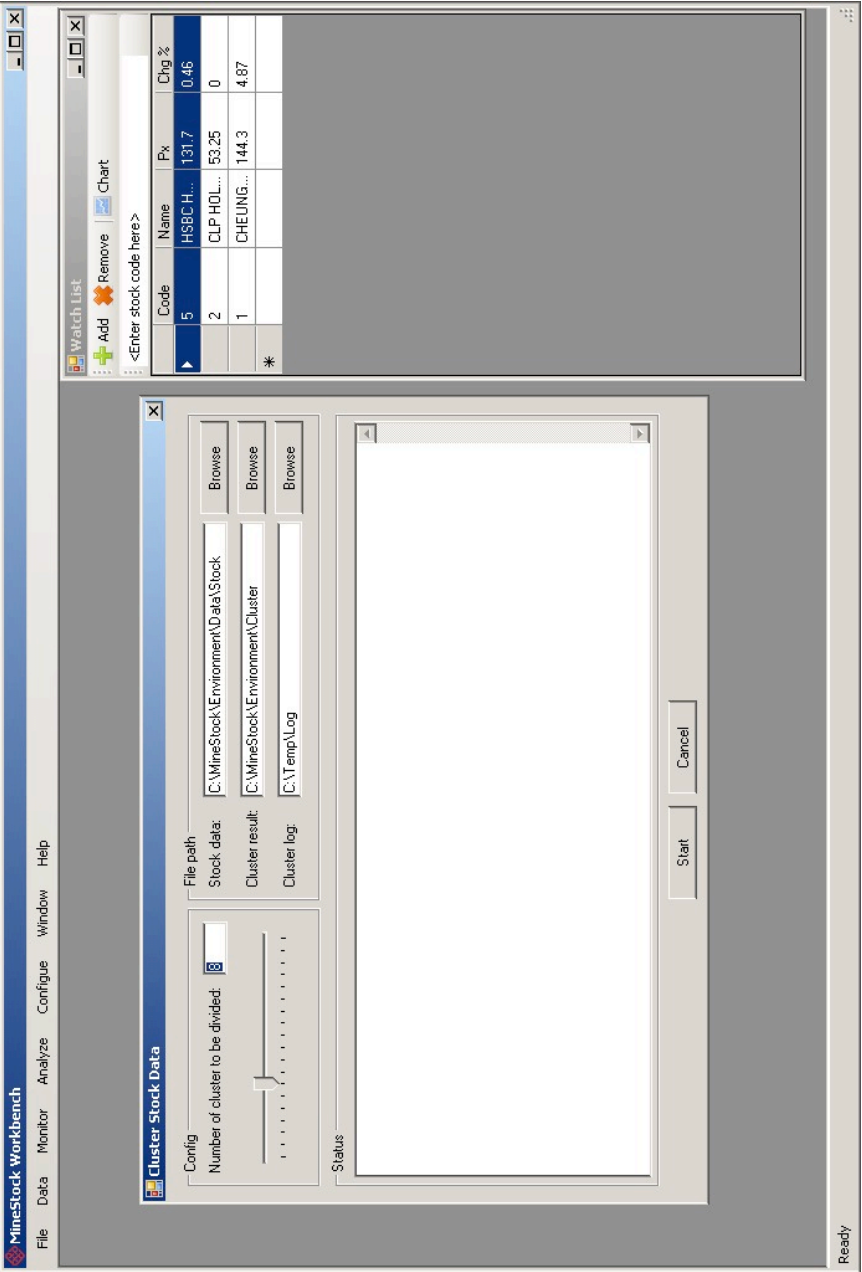 MineStock Workbench
File Data Monitor Analyze Configue Window Help
Cluster Stock Data
Config
Number of cluster to be divided: 8
File path
Stock data: C:\MineStock\Environment\Data\Stock Browse
Cluster result: C:\MineStock\Environment\Cluster Browse
Cluster log: C:\Temp\Log Browse
Status
Start Cancel
Watch List
Add Remove Chart
<Enter stock code here>
Code Name Px Chg %
5 HSBC H... 131.7 0.46
2 CLP HOL... 53.25 0
1 CHEUNG... 144.3 4.87
*
Ready